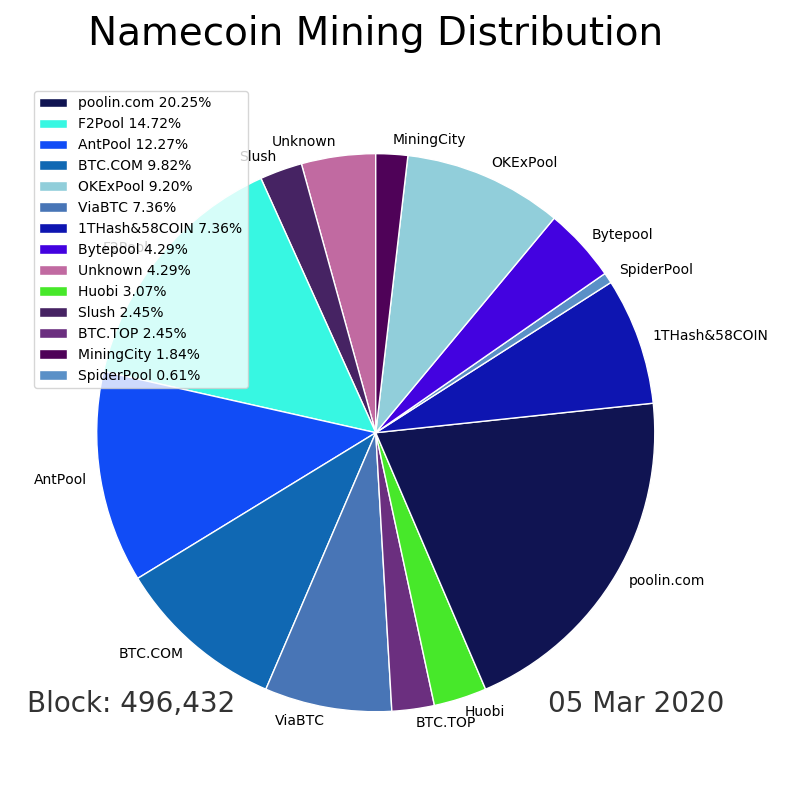 Namecoin Mining Distribution
poolin.com 20.25%
F2Pool 14.72%
AntPool 12.27%
BTC.COM 9.82%
OKExPool 9.20%
ViaBTC 7.36%
1THash&58COIN 7.36%
Bytepool 4.29%
Unknown 4.29%
Huobi 3.07%
Slush 2.45%
BTC.TOP 2.45%
MiningCity 1.84%
SpiderPool 0.61%
Unknown
Slush
MiningCity
OKExPool
Bytepool
SpiderPool
1THash&58COIN
F2Pool
AntPool
poolin.com
BTC.COM
ViaBTC
BTC.TOP
Huobi
Block: 496,432
05 Mar 2020